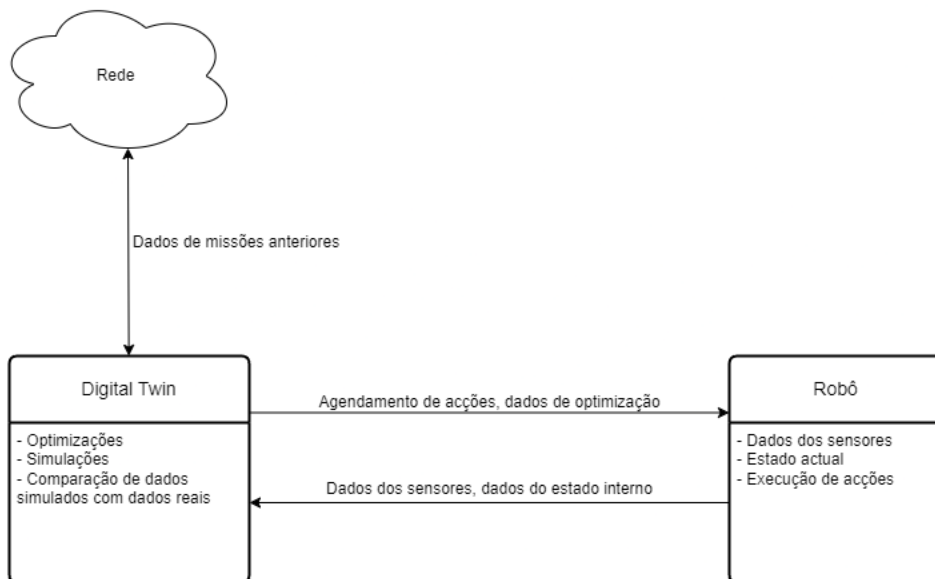 Rede
Dados de missões anteriores
Digital Twin
- Optimizações
- Simulações
- Comparação de dados
simulados com dados reais
Agendamento de acções, dados de optimização
Dados dos sensores, dados do estado interno
Robô
- Dados dos sensores
- Estado actual
- Execução de acções